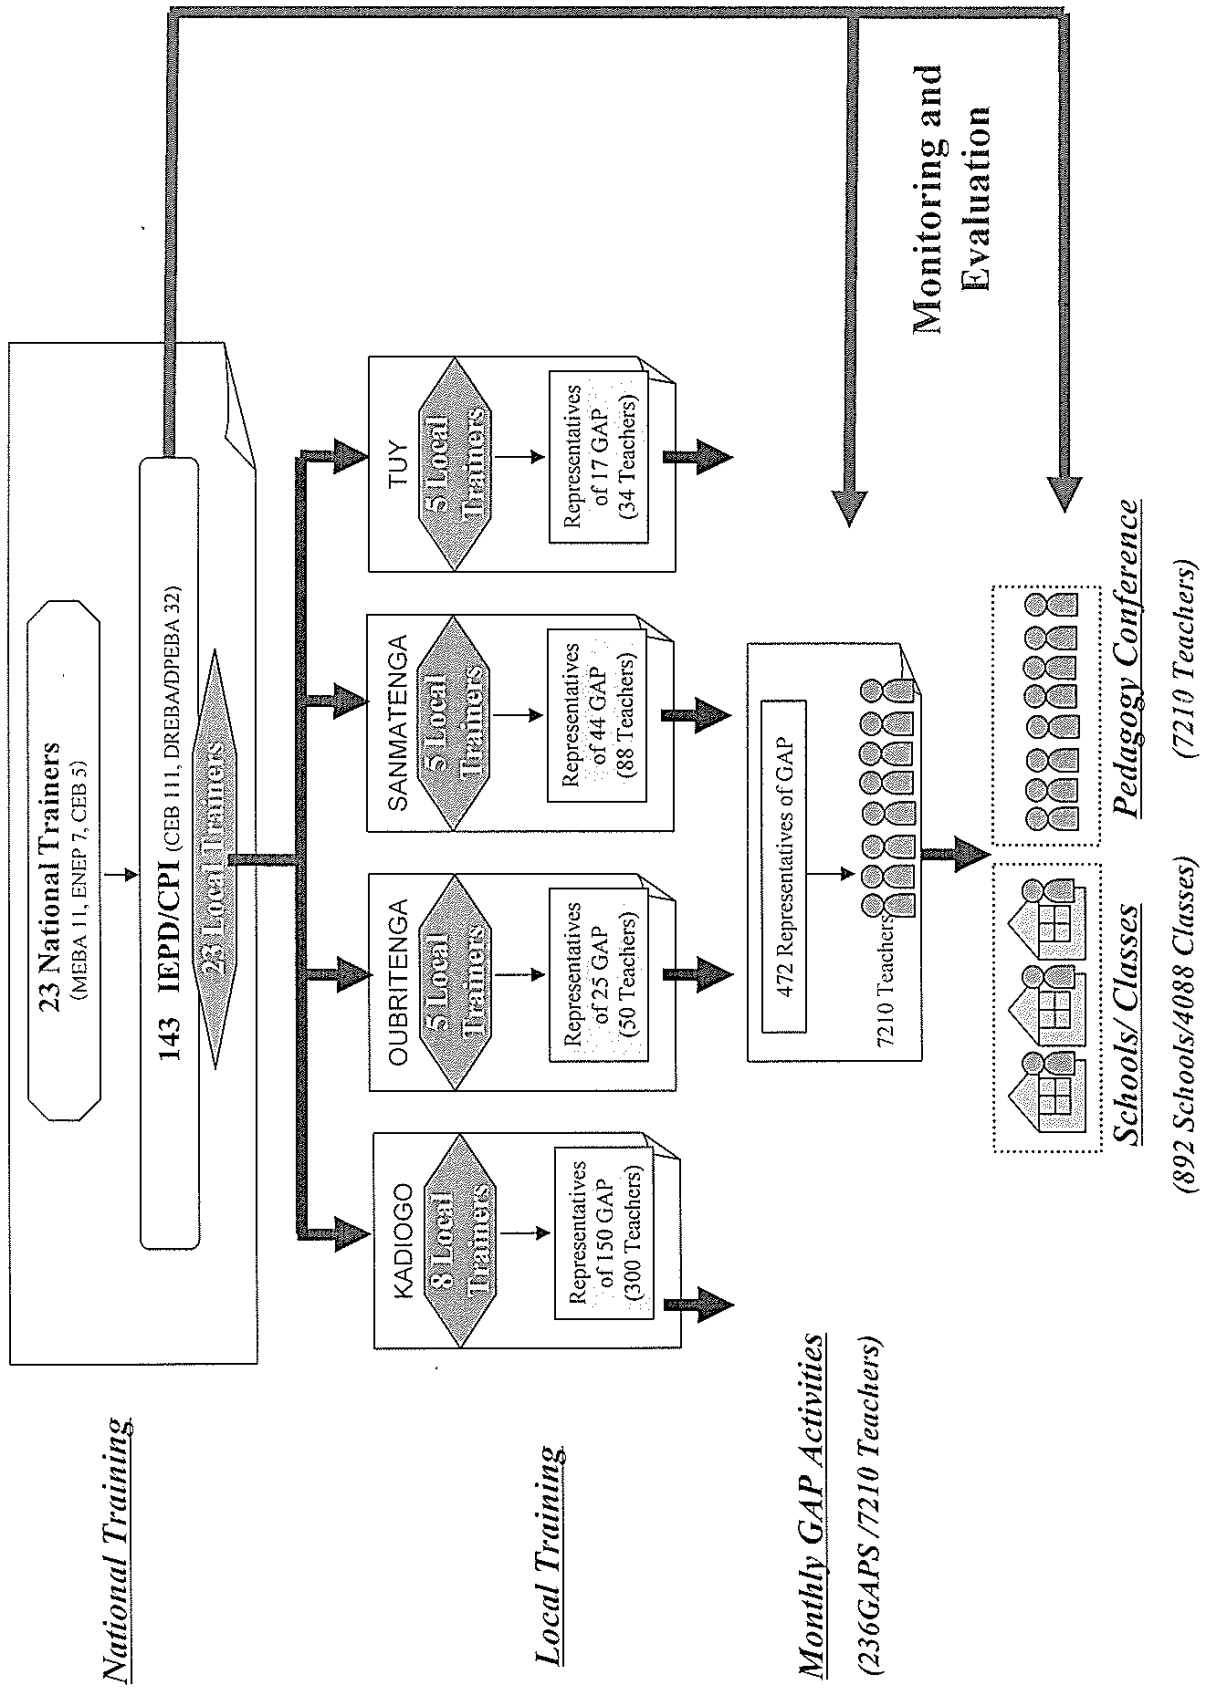 National Training
23 National Trainers
(MEBA 11, ENEP 7, CEB 5)
143 IEPD/CPI (CEB 111, DREBA/DPEBA 32)
23 Local Trainers
Local Training
KADIOGO
8 Local
Trainers
Representatives
of 150 GAP
(300 Teachers)
OUBRITENGA
5 Local
Trainers
Representatives
of 25 GAP
(50 Teachers)
SANMATENGA
5 Local
Trainers
Representatives
of 44 GAP
(88 Teachers)
TUY
5 Local
Trainers
Representatives
of 17 GAP
(34 Teachers)
Monthly GAP Activities
(236GAPS /7210 Teachers)
472 Representatives of GAP
7210 Teachers
Monitoring and
Evaluation
Schools/ Classes
(892 Schools/4088 Classes)
Pedagogy Conference
(7210 Teachers)